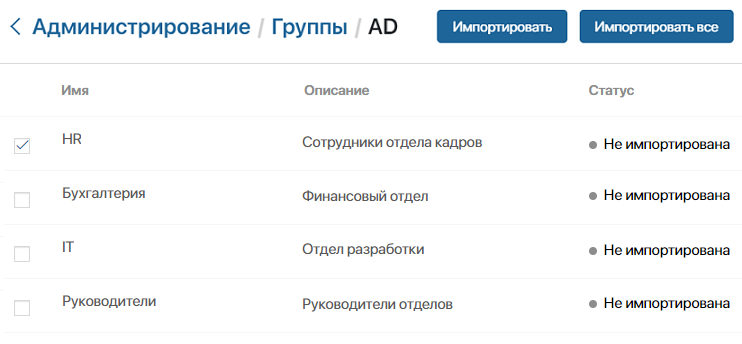 Администрирование / Группы / AD Импортировать Импортировать все
Имя Описание Статус
HR Сотрудники отдела кадров Не импортирована
Бухгалтерия Финансовый отдел Не импортирована
IT Отдел разработки Не импортирована
Руководители Руководители отделов Не импортирована